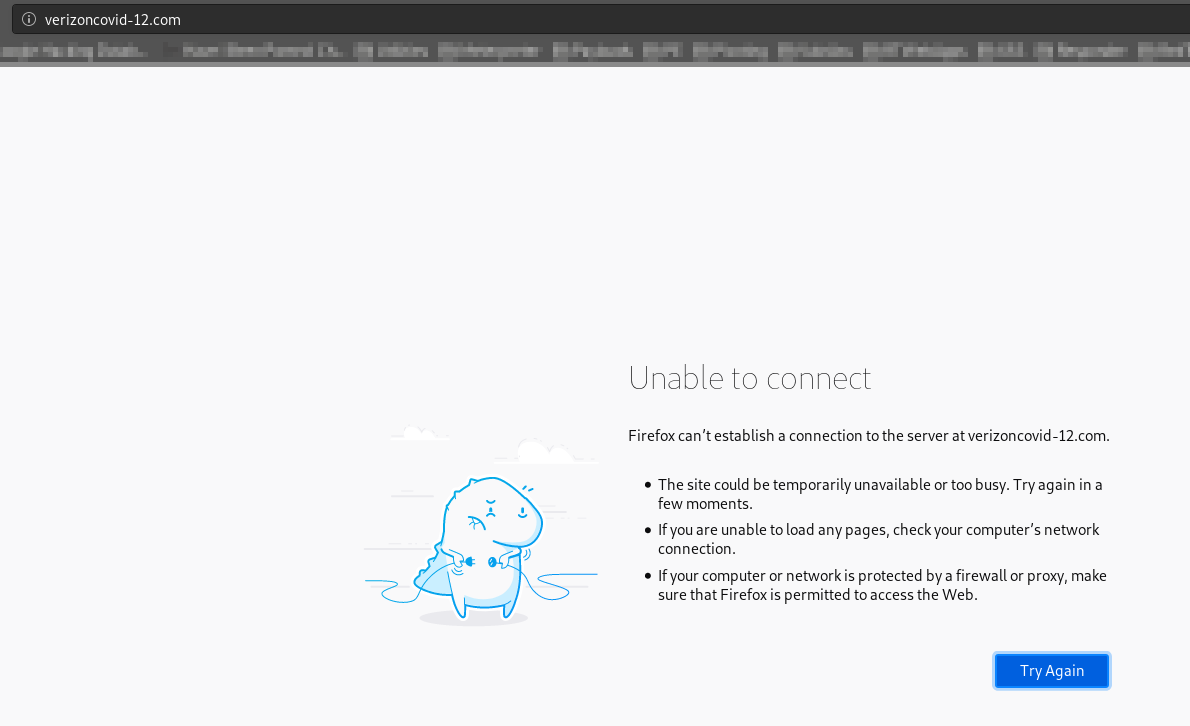 verizoncovid-12.com
Unable to connect
Firefox can’t establish a connection to the server at verizoncovid-12.com.
The site could be temporarily unavailable or too busy. Try again in a
few moments.
If you are unable to load any pages, check your computer’s network
connection.
If your computer or network is protected by a firewall or proxy, make
sure that Firefox is permitted to access the Web.
Try Again